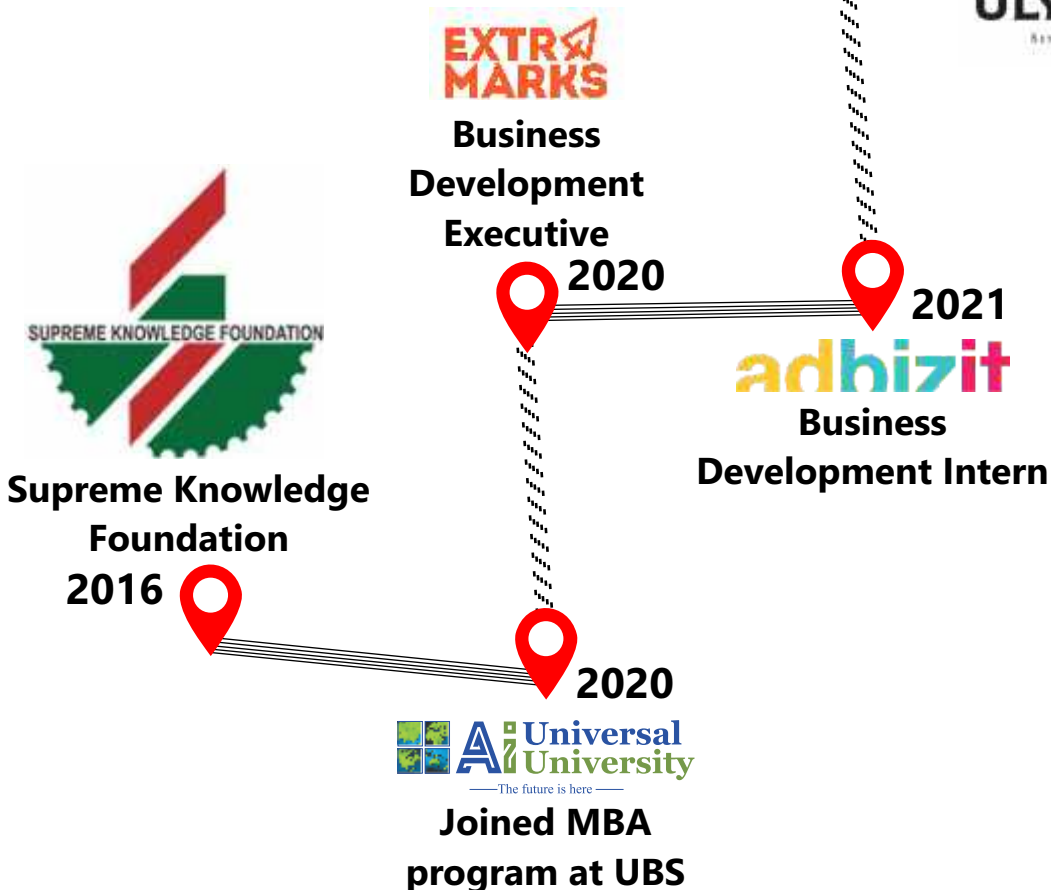 EXTRA
MARKS
Business
Development
Executive
2020
2021
adbizit
Business
Development Intern
SUPREME KNOWLEDGE FOUNDATION
Supreme Knowledge
Foundation
2016
2020
Ai Universal
University
The future is here
Joined MBA
program at UBS